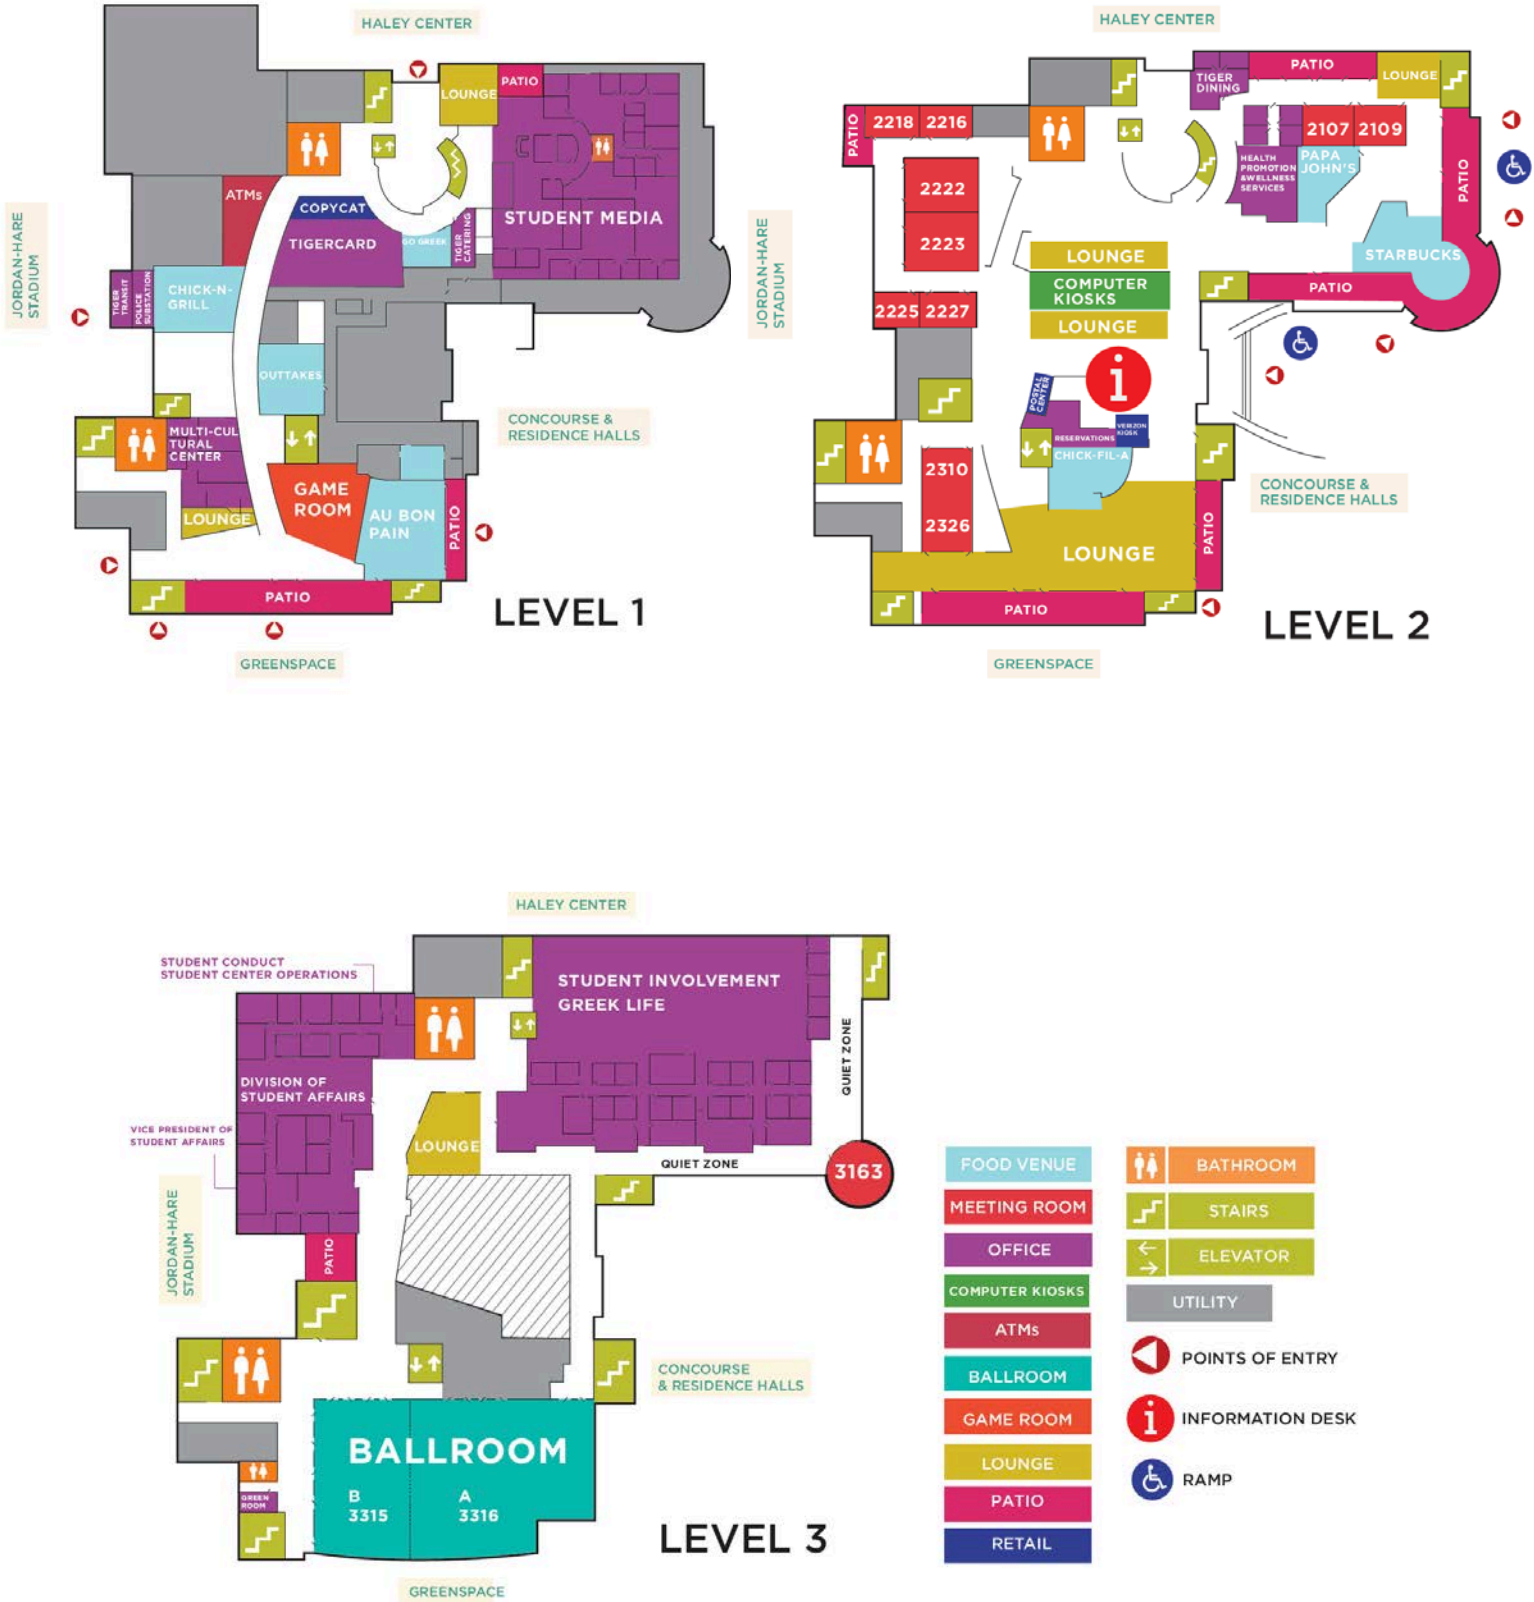 HALEY CENTER
LOUNGE
PATIO
ATMs
COPYCAT
TIGERCARD
GO GREEK
TIGER
CATERING
STUDENT MEDIA
JORDAN-HARE
STADIUM
TIGER
TRANSIT
POLICE
SUBSTATION
CHICK-N-
GRILL
OUTTAKES
CONCOURSE &
RESIDENCE HALLS
MULTI-CUL
TURAL
CENTER
LOUNGE
GAME
ROOM
AU BON
PAIN
PATIO
PATIO
LEVEL 1
GREENSPACE
HALEY CENTER
TIGER
DINING
PATIO
LOUNGE
PATIO
2218
2216
2107
2109
HEALTH
PROMOTION
&WELLNESS
SERVICES
PAPA
JOHN'S
PATIO
2222
2223
JORDAN-HARE
STADIUM
LOUNGE
COMPUTER
KIOSKS
LOUNGE
STARBUCKS
PATIO
2225
2227
i
POSTAL
CENTER
VERIZON
KIOSK
RESERVATIONS
CHICK-FIL-A
2310
2326
CONCOURSE &
RESIDENCE HALLS
LOUNGE
PATIO
PATIO
LEVEL 2
GREENSPACE
HALEY CENTER
STUDENT CONDUCT
STUDENT CENTER OPERATIONS
STUDENT INVOLVEMENT
GREEK LIFE
QUIET ZONE
DIVISION OF
STUDENT AFFAIRS
VICE PRESIDENT OF
STUDENT AFFAIRS
LOUNGE
QUIET ZONE
3163
JORDAN-HARE
STADIUM
PATIO
CONCOURSE
& RESIDENCE HALLS
BALLROOM
B
3315
A
3316
GREEN
ROOM
LEVEL 3
GREENSPACE
FOOD VENUE
MEETING ROOM
OFFICE
COMPUTER KIOSKS
ATMs
BALLROOM
GAME ROOM
LOUNGE
PATIO
RETAIL
BATHROOM
STAIRS
ELEVATOR
UTILITY
POINTS OF ENTRY
i
INFORMATION DESK
RAMP